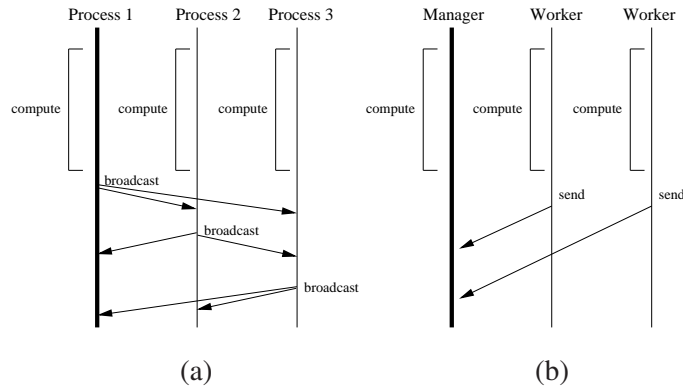 Process 1 Process 2 Process 3 Manager Worker Worker
compute compute compute compute compute compute
broadcast
send send
broadcast
broadcast
(a) (b)